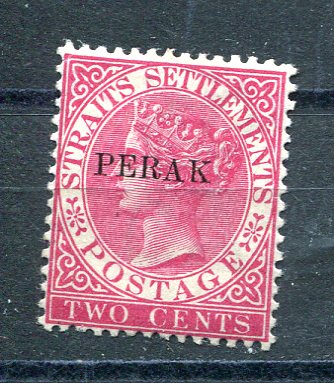 STRAITS SETTLEMENTS
PERAK
POSTAGE
TWO CENTS